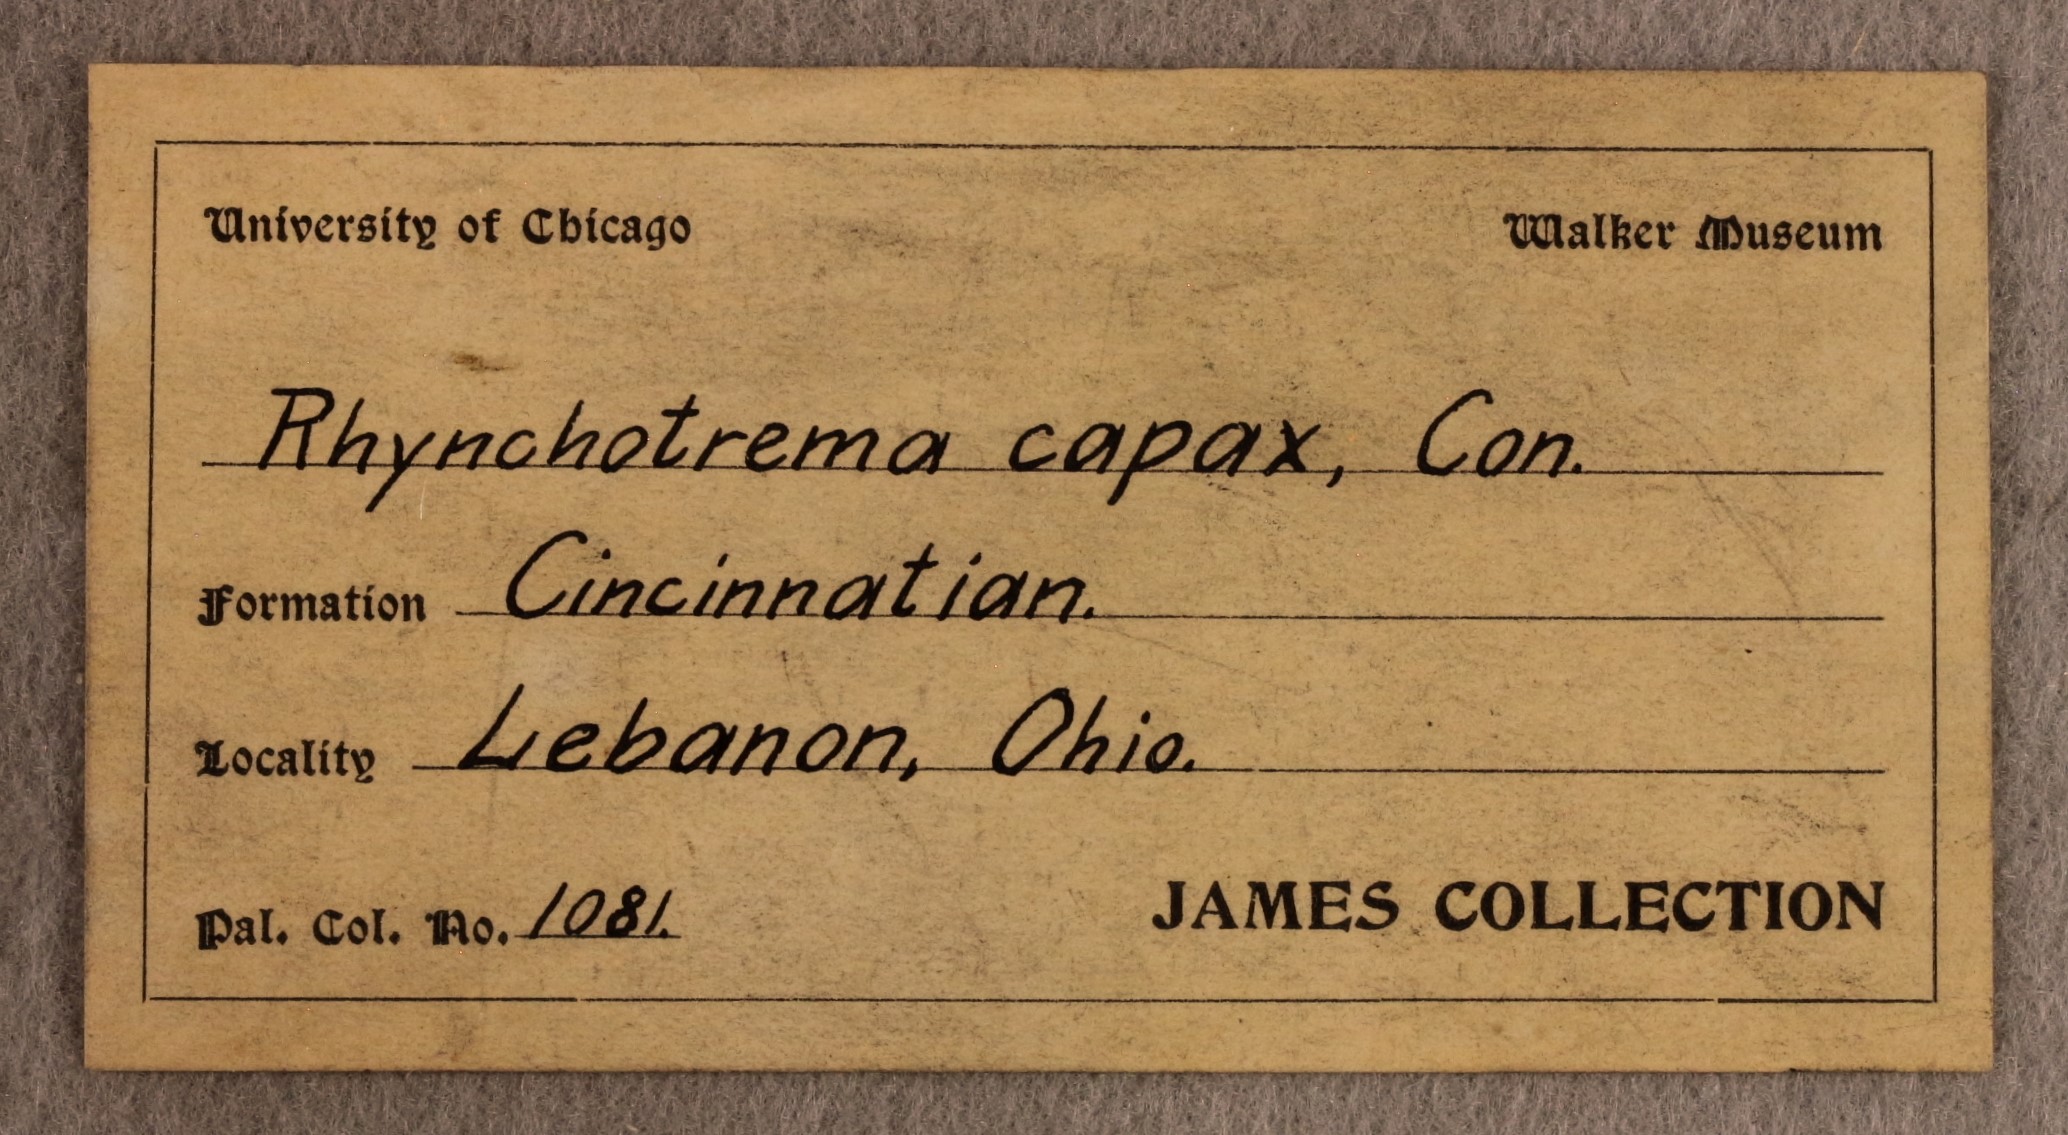 University of Chicago Walker Museum
Rhynchotrema capax, Con.
Formation Cincinnatian.
Locality Lebanon, Ohio.
Pal. Col. No. 1081. JAMES COLLECTION